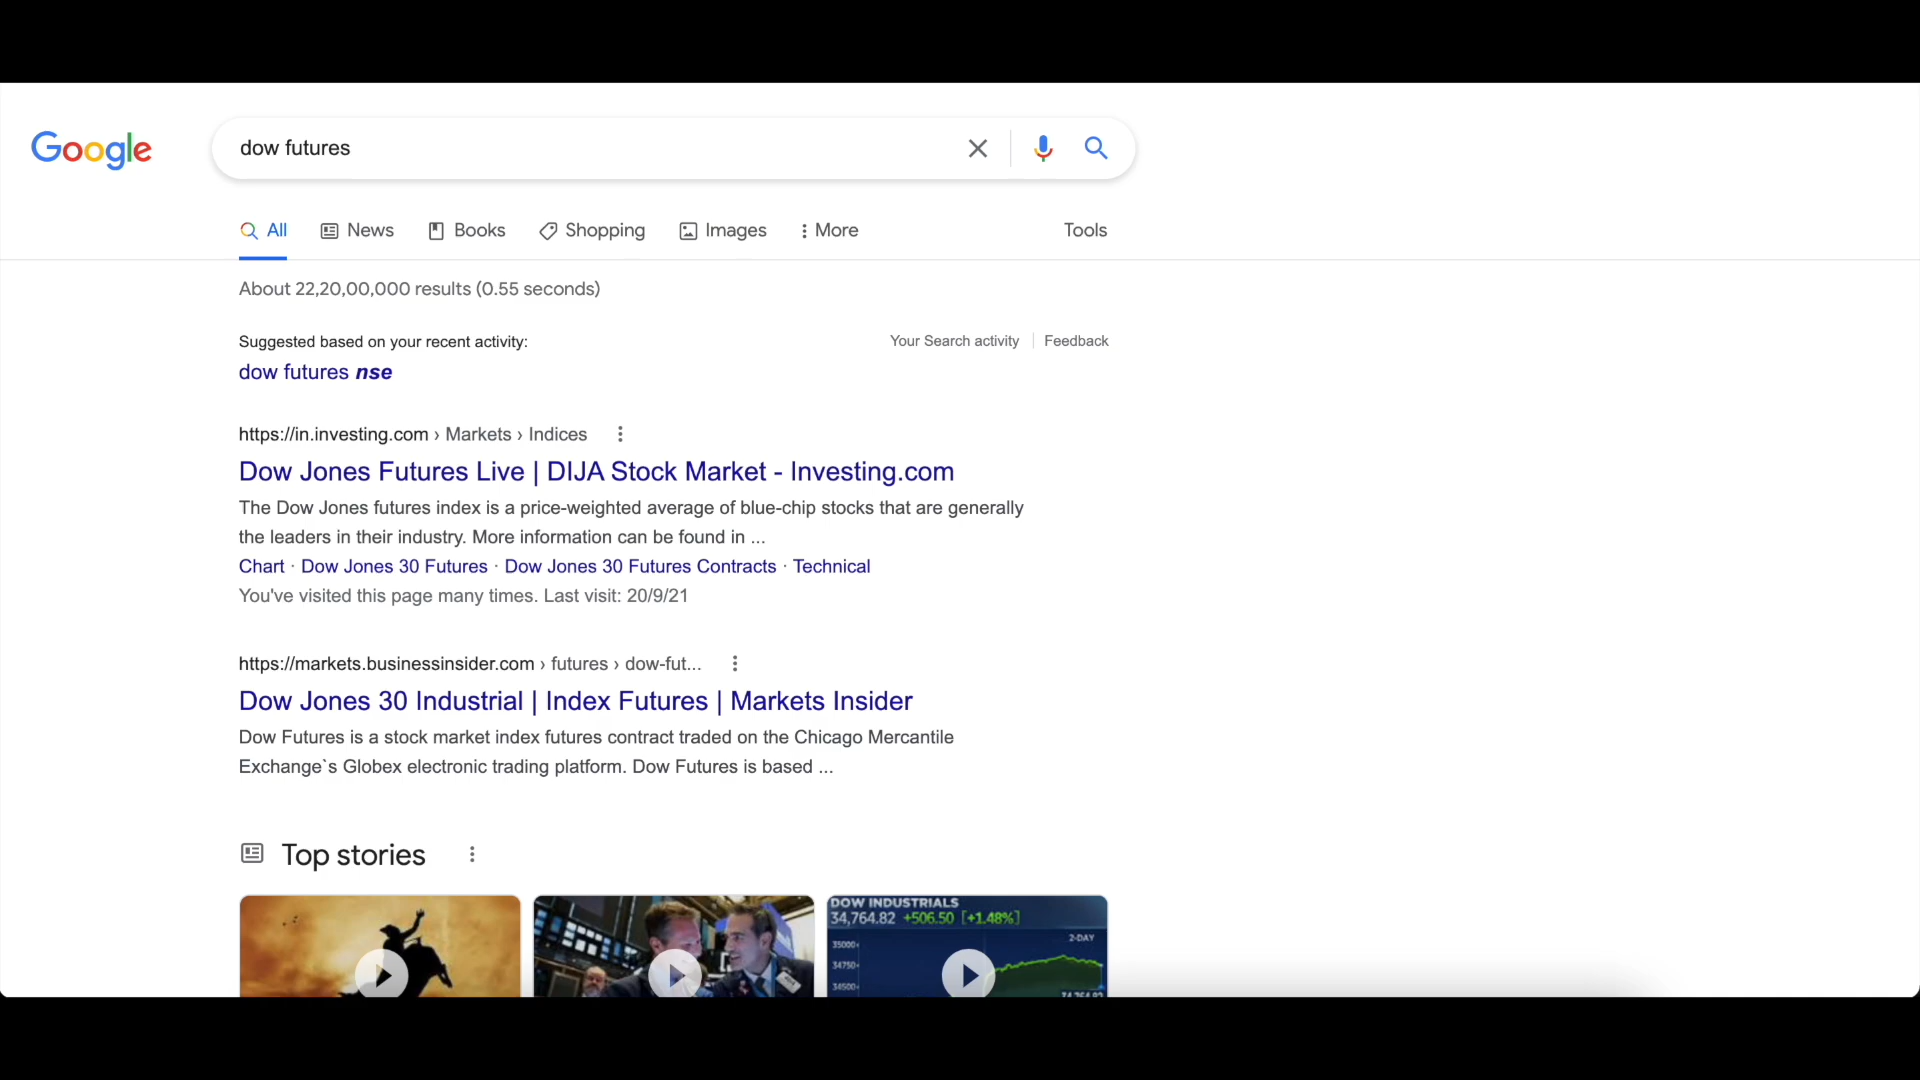 Google
dow futures
All
News
Books
Shopping
Images
More
Tools
About 22,20,00,000 results (0.55 seconds)
Suggested based on your recent activity:
Your Search activity
Feedback
dow futures nse
https://in.investing.com › Markets › Indices
Dow Jones Futures Live | DIJA Stock Market - Investing.com
The Dow Jones futures index is a price-weighted average of blue-chip stocks that are generally
the leaders in their industry. More information can be found in ...
Chart · Dow Jones 30 Futures · Dow Jones 30 Futures Contracts · Technical
You've visited this page many times. Last visit: 20/9/21
https://markets.businessinsider.com › futures › dow-fut...
Dow Jones 30 Industrial | Index Futures | Markets Insider
Dow Futures is a stock market index futures contract traded on the Chicago Mercantile
Exchange`s Globex electronic trading platform. Dow Futures is based ...
Top stories
DOW INDUSTRIALS
34,764.82 +506.50 [+1.48%]
2-DAY
35000
34750
34500